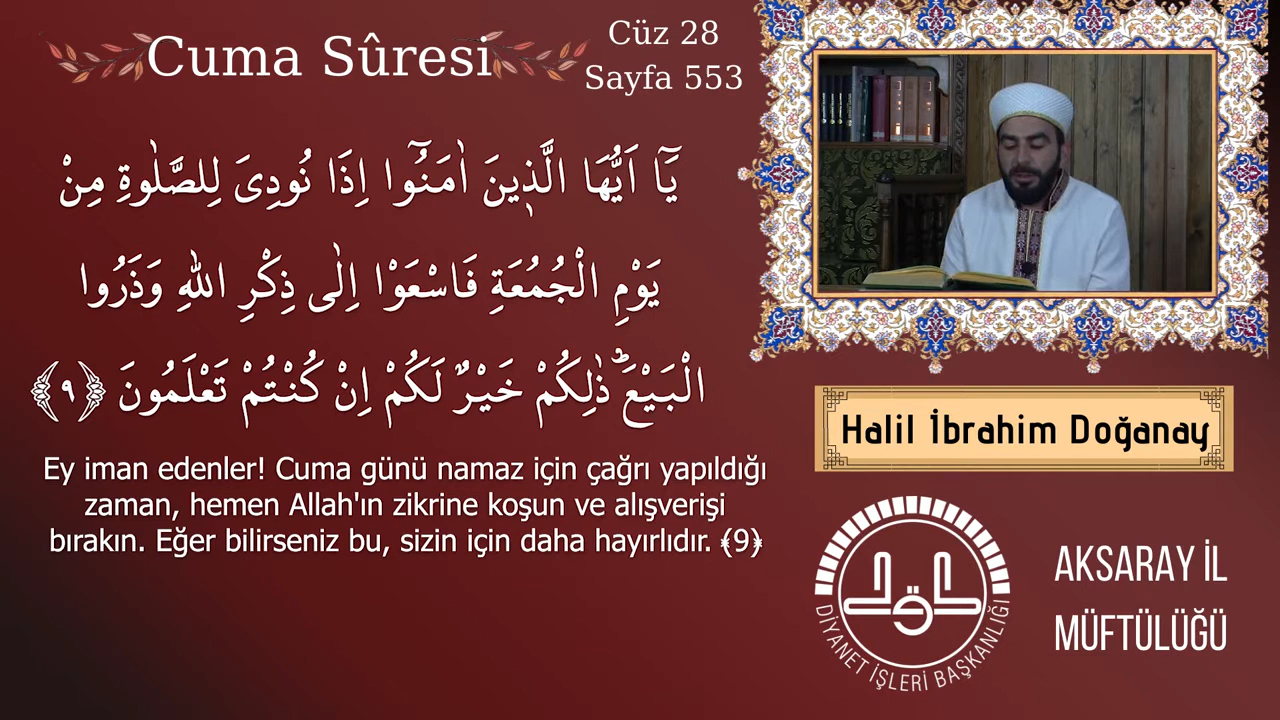 Cuma Sûresi
Cüz 28
Sayfa 553
يَٓا اَيُّهَا الَّذ۪ينَ اٰمَنُٓوا اِذَا نُودِيَ لِلصَّلٰوةِ مِنْ
يَوْمِ الْجُمُعَةِ فَاسْعَوْا اِلٰى ذِكْرِ اللّٰهِ وَذَرُوا
الْبَيْعَۜ ذٰلِكُمْ خَيْرٌ لَكُمْ اِنْ كُنْتُمْ تَعْلَمُونَ ﴿٩﴾
Ey iman edenler! Cuma günü namaz için çağrı yapıldığı
zaman, hemen Allah'ın zikrine koşun ve alışverişi
bırakın. Eğer bilirseniz bu, sizin için daha hayırlıdır. ﴾9﴿
Halil İbrahim Doğanay
DİYANET İŞLERİ BAŞKANLIĞI
AKSARAY İL
MÜFTÜLÜĞÜ